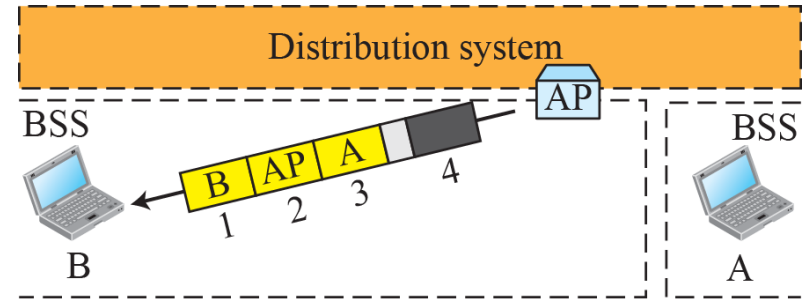 Distribution system
AP
BSS
BSS
B AP A
1 2 3 4
B
A